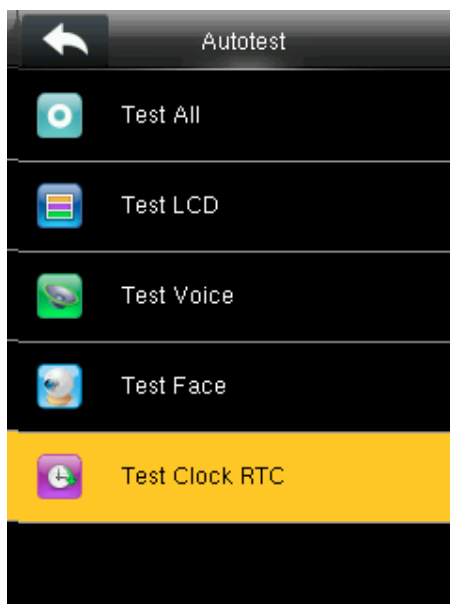 Autotest
Test All
Test LCD
Test Voice
Test Face
Test Clock RTC